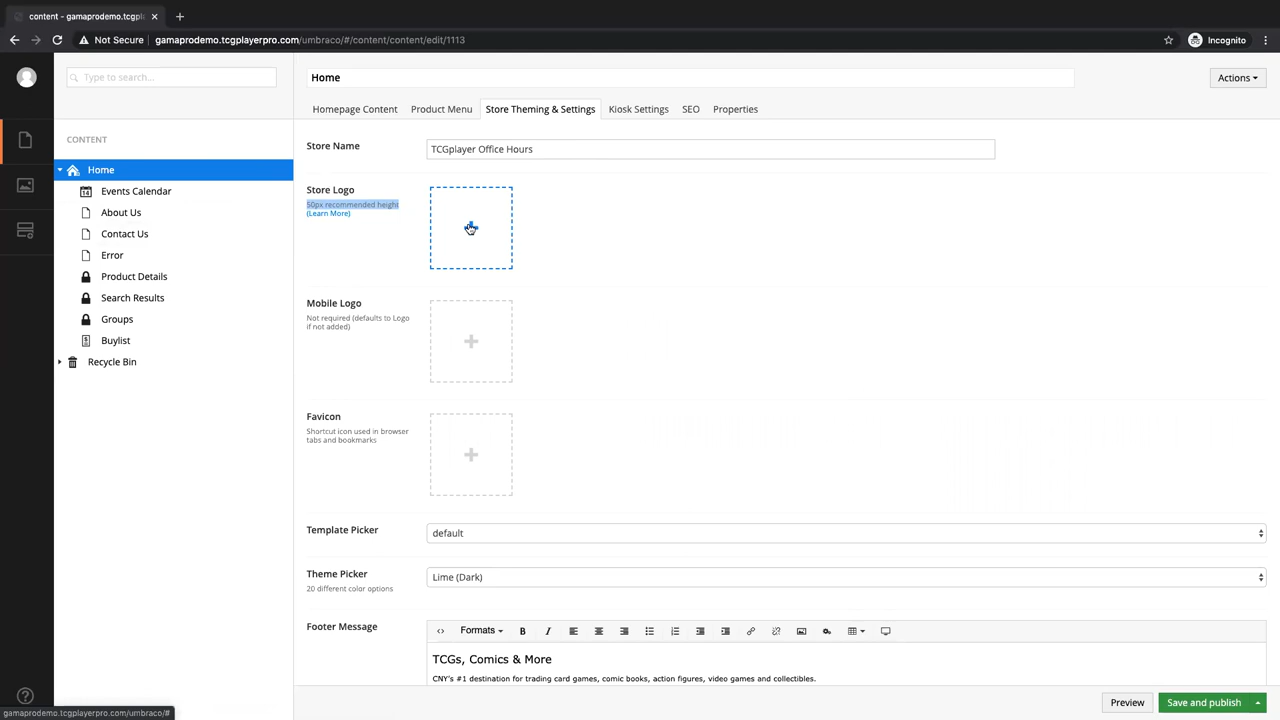 content - gamaprodemo.tcgpl
Not Secure
gamaprodemo.tcgplayerpro.com/umbraco/#/content/content/edit/1113
Incognito
Type to search...
Home
Actions
Homepage Content
Product Menu
Store Theming & Settings
Kiosk Settings
SEO
Properties
CONTENT
Home
14
Events Calendar
About Us
Contact Us
Error
Product Details
Search Results
Groups
Buylist
Recycle Bin
Store Name
TCGplayer Office Hours
Store Logo
50px recommended height
(Learn More)
Mobile Logo
Not required (defaults to Logo
if not added)
Favicon
Shortcut icon used in browser
tabs and bookmarks
Template Picker
default
Theme Picker
20 different color options
Lime (Dark)
Footer Message
Formats
B
I
TCGs, Comics & More
CNY's #1 destination for trading card games, comic books, action figures, video games and collectibles.
Preview
Save and publish
gamaprodemo.tcgplayerpro.com/umbraco/#